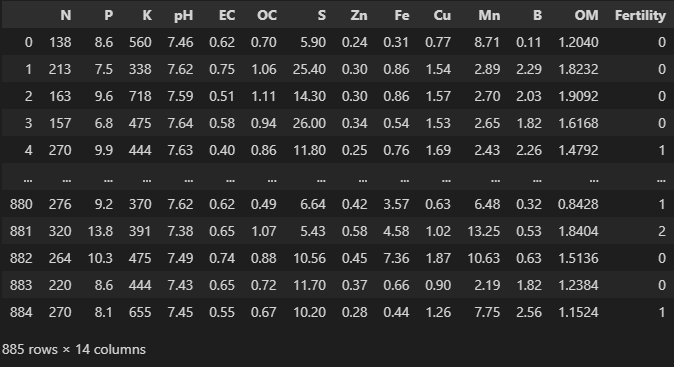 N P K pH EC OC S Zn Fe Cu Mn B OM Fertility
0 138 8.6 560 7.46 0.62 0.70 5.90 0.24 0.31 0.77 8.71 0.11 1.2040 0
1 213 7.5 338 7.62 0.75 1.06 25.40 0.30 0.86 1.54 2.89 2.29 1.8232 0
2 163 9.6 718 7.59 0.51 1.11 14.30 0.30 0.86 1.57 2.70 2.03 1.9092 0
3 157 6.8 475 7.64 0.58 0.94 26.00 0.34 0.54 1.53 2.65 1.82 1.6168 0
4 270 9.9 444 7.63 0.40 0.86 11.80 0.25 0.76 1.69 2.43 2.26 1.4792 1
... ... ... ... ... ... ... ... ... ... ... ... ... ... ...
880 276 9.2 370 7.62 0.62 0.49 6.64 0.42 3.57 0.63 6.48 0.32 0.8428 1
881 320 13.8 391 7.38 0.65 1.07 5.43 0.58 4.58 1.02 13.25 0.53 1.8404 2
882 264 10.3 475 7.49 0.74 0.88 10.56 0.45 7.36 1.87 10.63 0.63 1.5136 0
883 220 8.6 444 7.43 0.65 0.72 11.70 0.37 0.66 0.90 2.19 1.82 1.2384 0
884 270 8.1 655 7.45 0.55 0.67 10.20 0.28 0.44 1.26 7.75 2.56 1.1524 1
885 rows × 14 columns